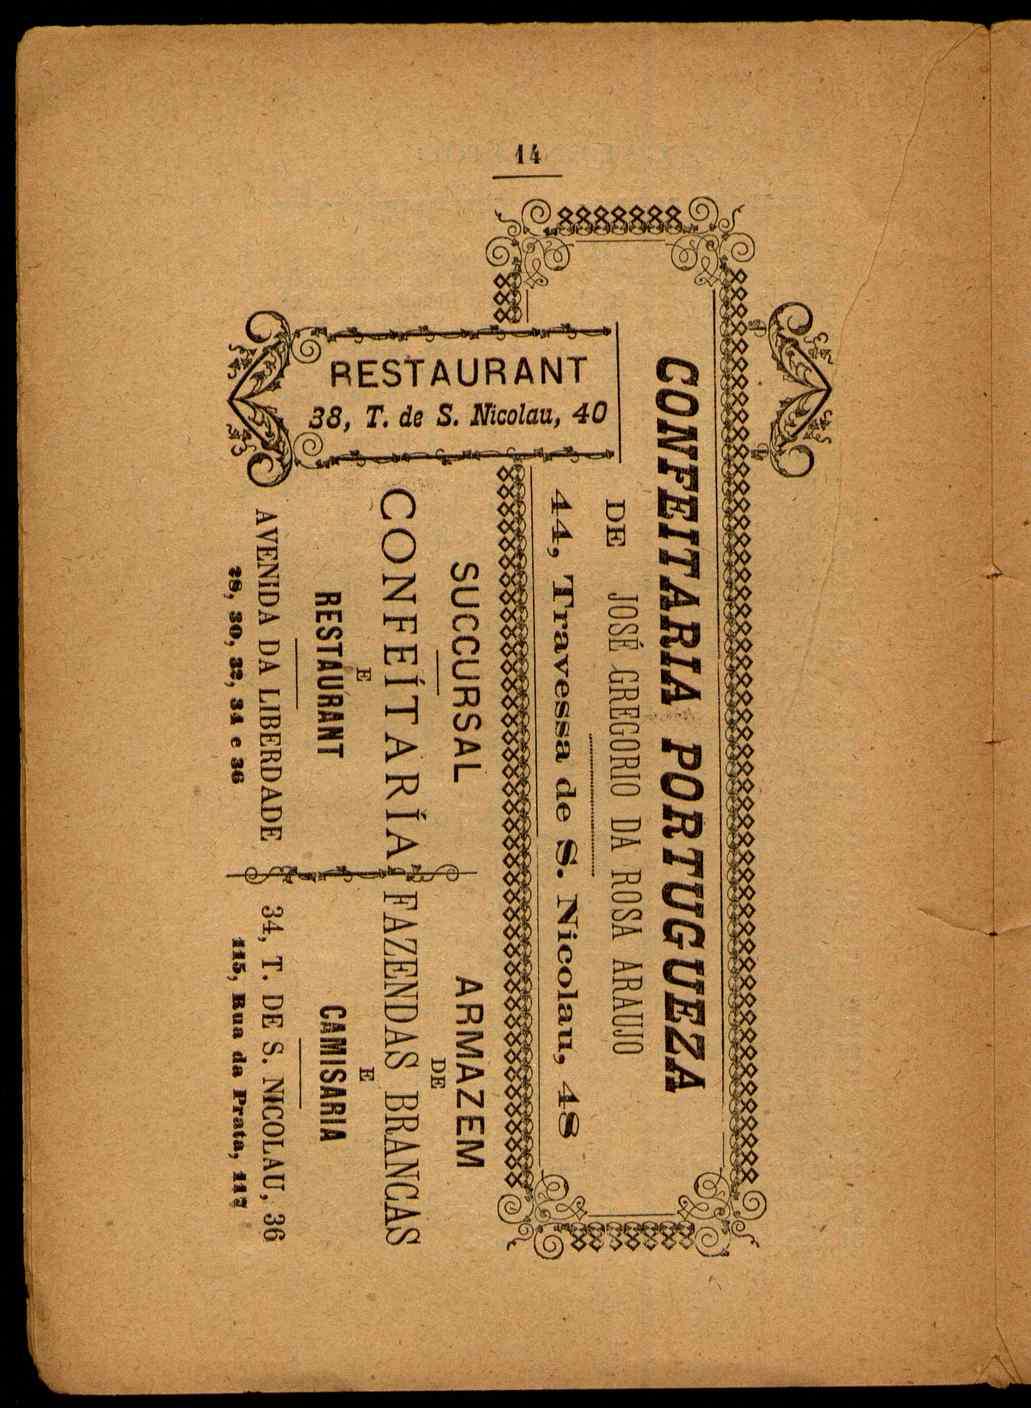 14
CONFEITARIA PORTUGUEZA
DE JOSÉ GREGORIO DA ROSA ARAUJO
44, Travessa de S. Nicolau, 48
RESTAURANT
38, T. de S. Nicolau, 40
SUCCURSAL
CONFEÍTARÍA
E
RESTAURANT
AVENIDA DA LIBERDADE
28, 30, 32, 34 e 36
ARMAZEM
DE
FAZENDAS BRANCAS
E
CAMISARIA
34, T. DE S. NICOLAU, 36
115, Rua da Prata, 117